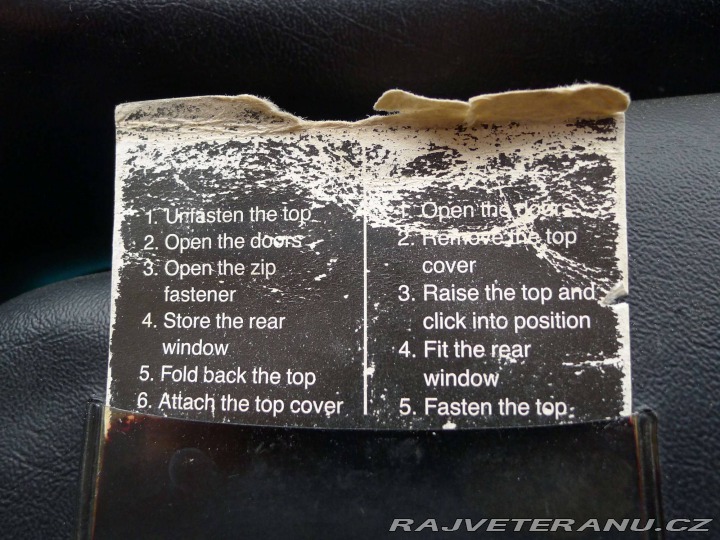 1. Unfasten the top
2. Open the doors
3. Open the zip
fastener
4. Store the rear
window
5. Fold back the top
6. Attach the top cover
1. Open the doors
2. Remove the top
cover
3. Raise the top and
click into position
4. Fit the rear
window
5. Fasten the top
RAJVETERANU.CZ